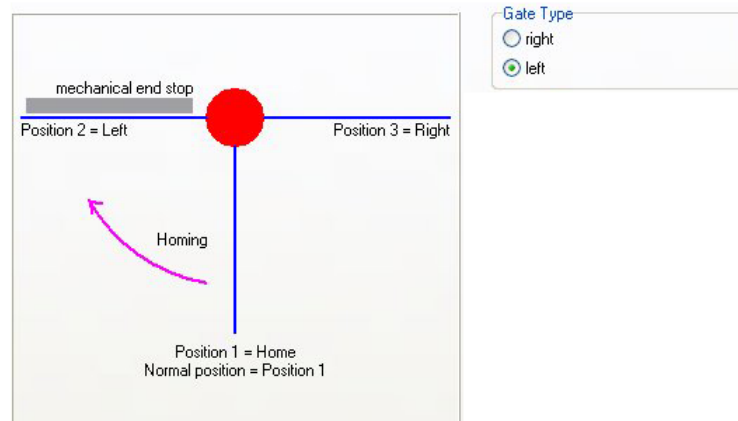 Gate Type
right
left
mechanical end stop
Position 2 = Left
Position 3 = Right
Homing
Position 1 = Home
Normal position = Position 1